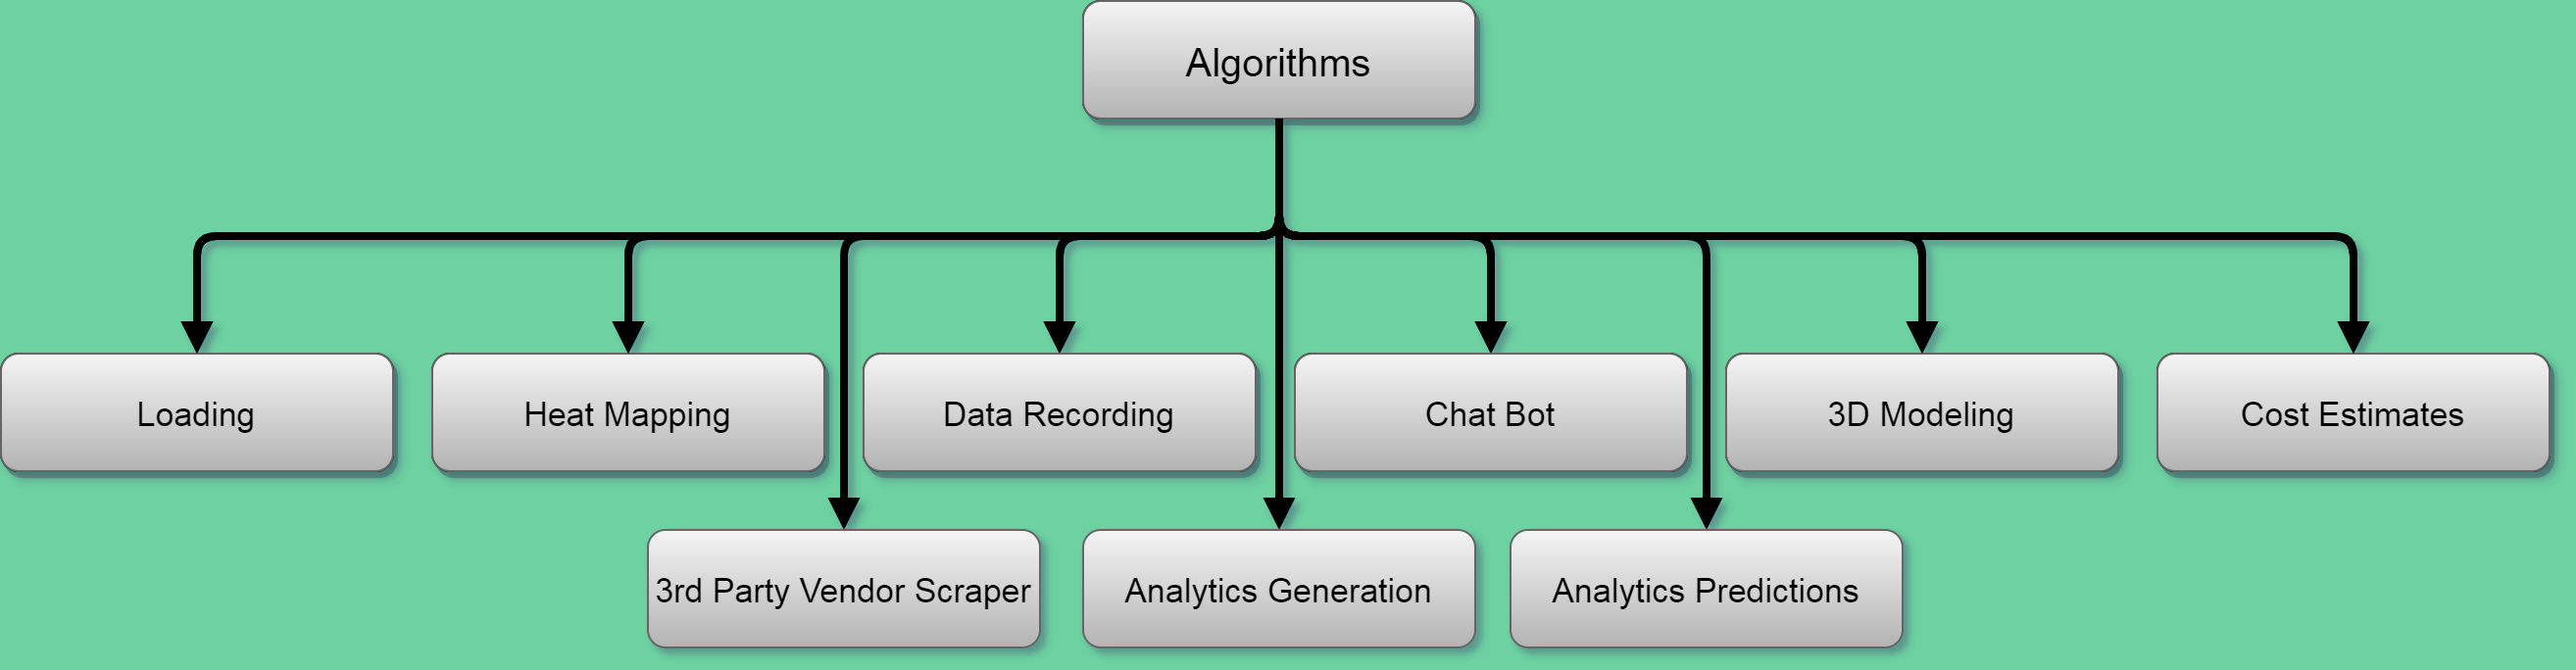 Algorithms
Loading
Heat Mapping
Data Recording
Chat Bot
3D Modeling
Cost Estimates
3rd Party Vendor Scraper
Analytics Generation
Analytics Predictions